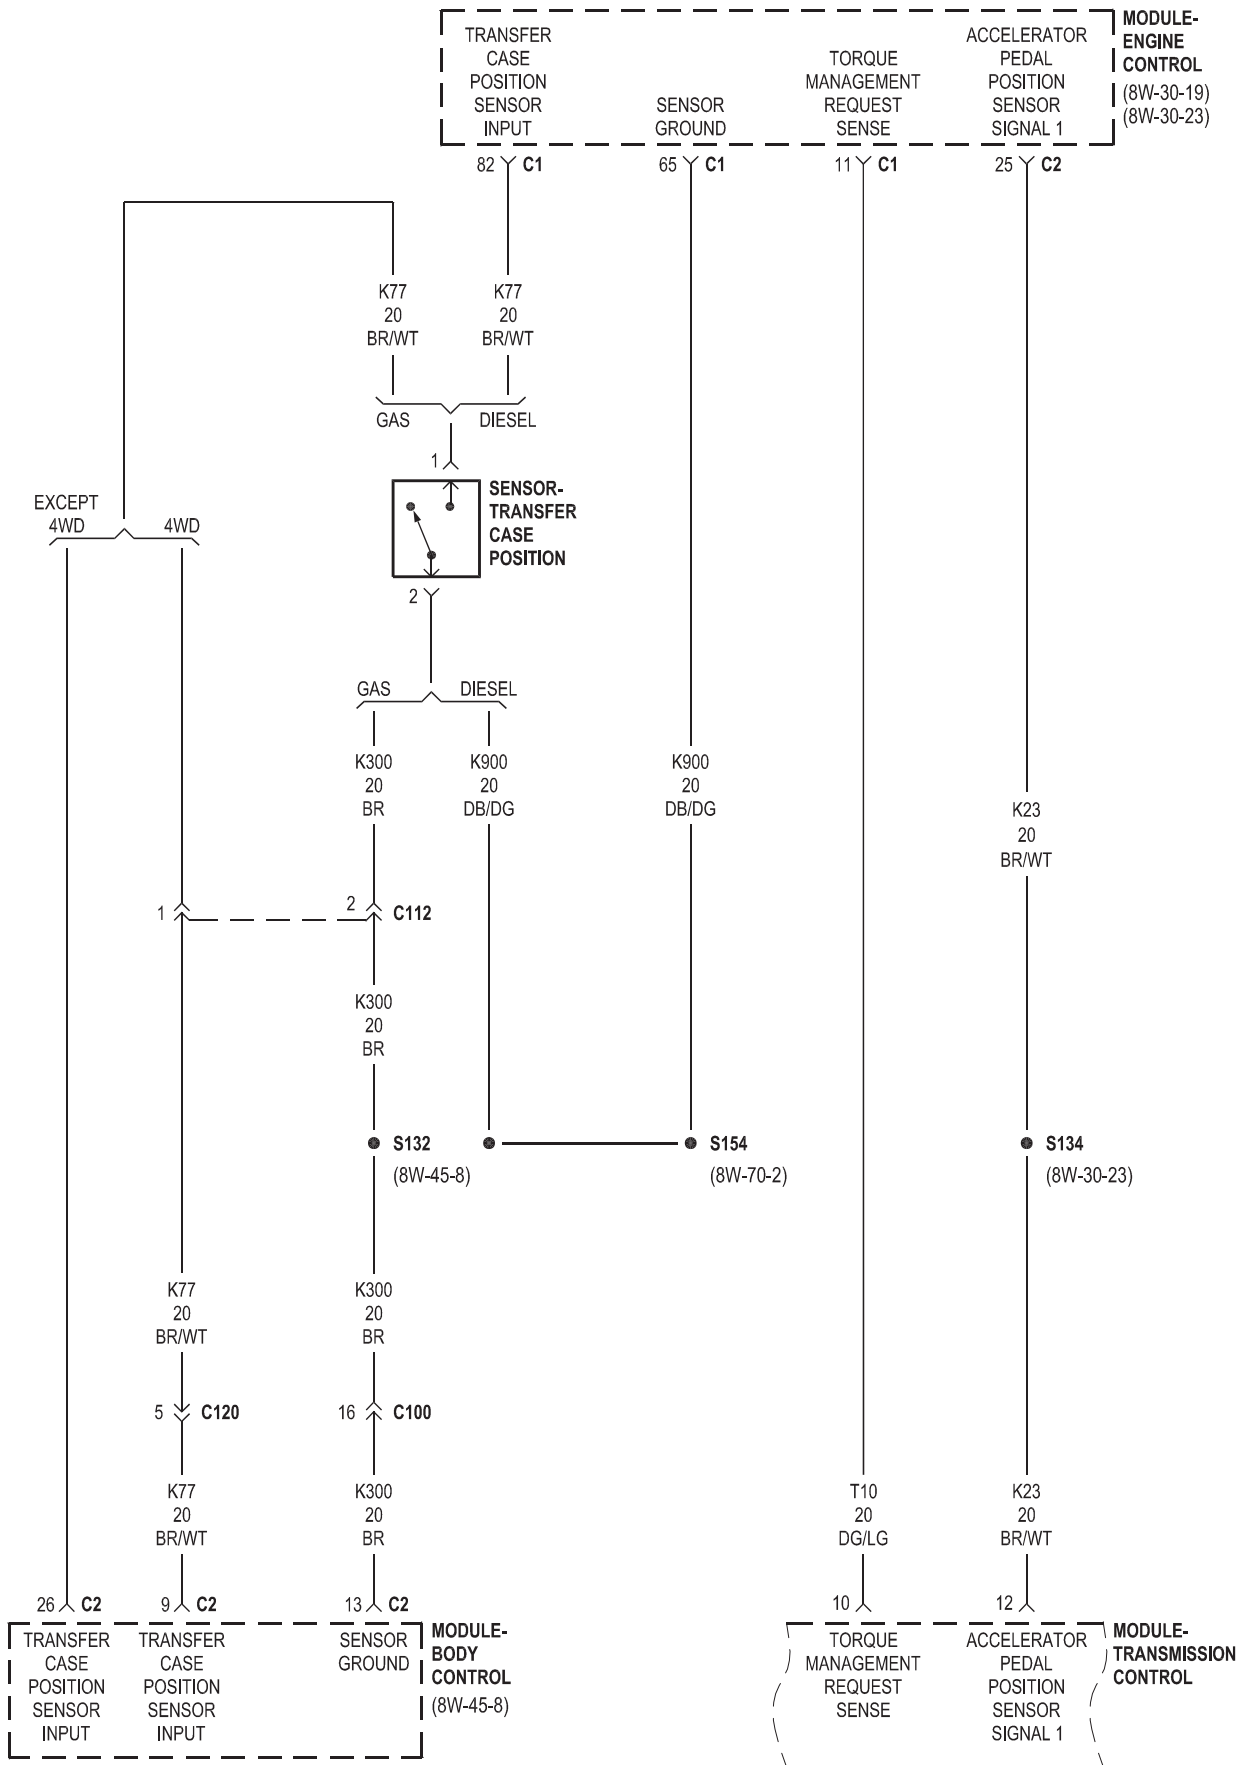 TRANSFER
CASE
POSITION
SENSOR
INPUT
SENSOR
GROUND
TORQUE
MANAGEMENT
REQUEST
SENSE
ACCELERATOR
PEDAL
POSITION
SENSOR
SIGNAL 1
MODULE-
ENGINE
CONTROL
(8W-30-19)
(8W-30-23)
82 C1
65 C1
11 C1
25 C2
K77
20
BR/WT
K77
20
BR/WT
GAS
DIESEL
1
SENSOR-
TRANSFER
CASE
POSITION
2
EXCEPT
4WD
4WD
GAS
DIESEL
K300
20
BR
K900
20
DB/DG
K900
20
DB/DG
K23
20
BR/WT
1
2
C112
K300
20
BR
S132
(8W-45-8)
S154
(8W-70-2)
S134
(8W-30-23)
K77
20
BR/WT
K300
20
BR
5 C120
16 C100
K77
20
BR/WT
K300
20
BR
T10
20
DG/LG
K23
20
BR/WT
26 C2
9 C2
13 C2
10
12
TRANSFER
CASE
POSITION
SENSOR
INPUT
TRANSFER
CASE
POSITION
SENSOR
INPUT
SENSOR
GROUND
MODULE-
BODY
CONTROL
(8W-45-8)
TORQUE
MANAGEMENT
REQUEST
SENSE
ACCELERATOR
PEDAL
POSITION
SENSOR
SIGNAL 1
MODULE-
TRANSMISSION
CONTROL